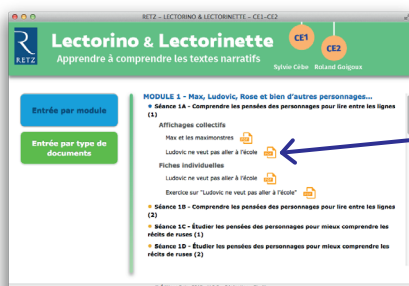 RETZ – LECTORINO & LECTORINETTE – CE1-CE2
RETZ
Lectorino & Lectorinette
Apprendre à comprendre les textes narratifs
CE1
CE2
Sylvie Cèbe Roland Goigoux
Entrée par module
Entrée par type de
documents
MODULE 1 - Max, Ludovic, Rose et bien d'autres personnages...
Séance 1A - Comprendre les pensées des personnages pour lire entre les lignes
(1)
Affichages collectifs
Max et les maximonstres
Ludovic ne veut pas aller à l'école
Fiches individuelles
Ludovic ne veut pas aller à l'école
Exercice sur "Ludovic ne veut pas aller à l'école"
Séance 1B - Comprendre les pensées des personnages pour lire entre les lignes
(2)
Séance 1C - Étudier les pensées des personnages pour mieux comprendre les
récits de ruses (1)
Séance 1D - Étudier les pensées des personnages pour mieux comprendre les
récits de ruses (2)